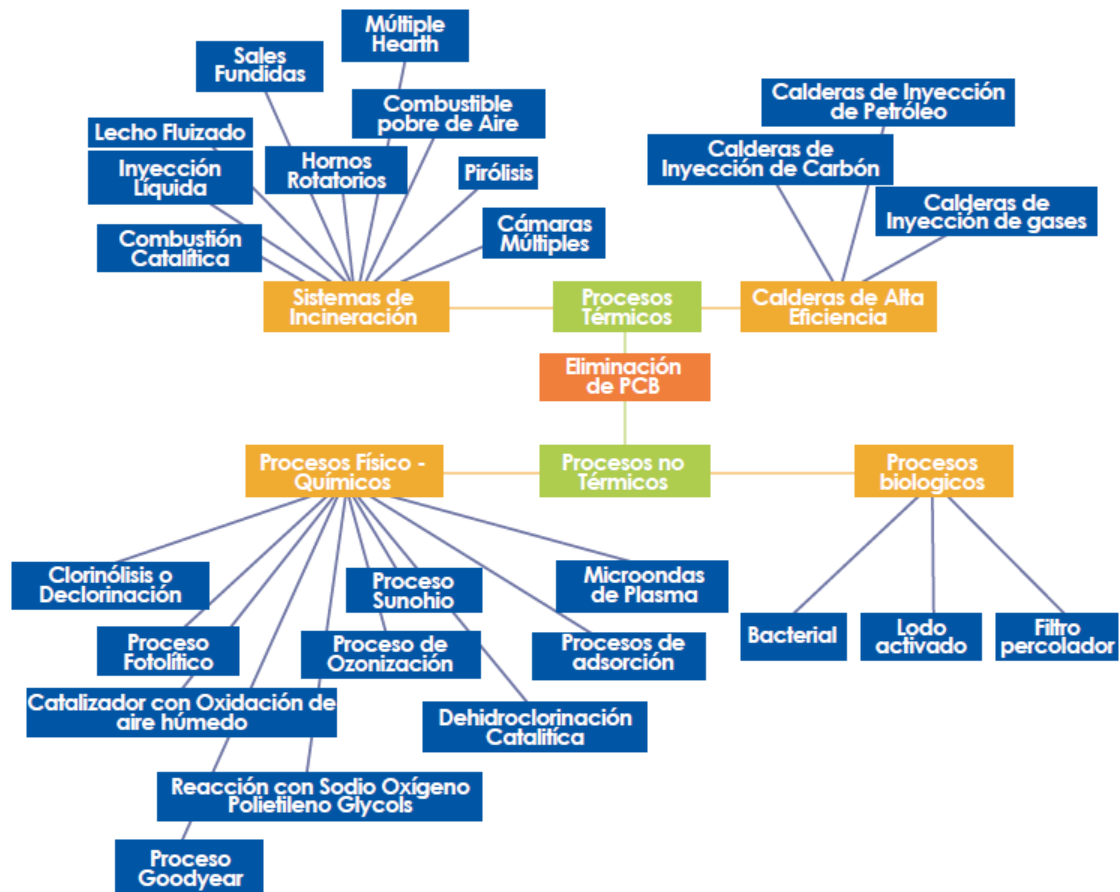 Múltiple
Hearth
Sales
Fundidas
Calderas de Inyección
de Petróleo
Combustible
pobre de Aire
Lecho Fluizado
Calderas de
Inyección de Carbón
Inyección
Líquida
Hornos
Rotatorios
Pirólisis
Calderas de
Inyección de gases
Combustión
Catalítica
Cámaras
Múltiples
Sistemas de
Incineración
Procesos
Térmicos
Calderas de Alta
Eficiencia
Eliminación
de PCB
Procesos Físico -
Químicos
Procesos no
Térmicos
Procesos
biologicos
Clorinólisis o
Declorinación
Proceso
Sunohio
Microondas
de Plasma
Proceso
Fotolítico
Proceso de
Ozonización
Procesos de
adsorción
Bacterial
Lodo
activado
Filtro
percolador
Catalizador con Oxidación de
aire húmedo
Dehidroclorinación
Catalitíca
Reacción con Sodio Oxígeno
Polietileno Glycols
Proceso
Goodyear